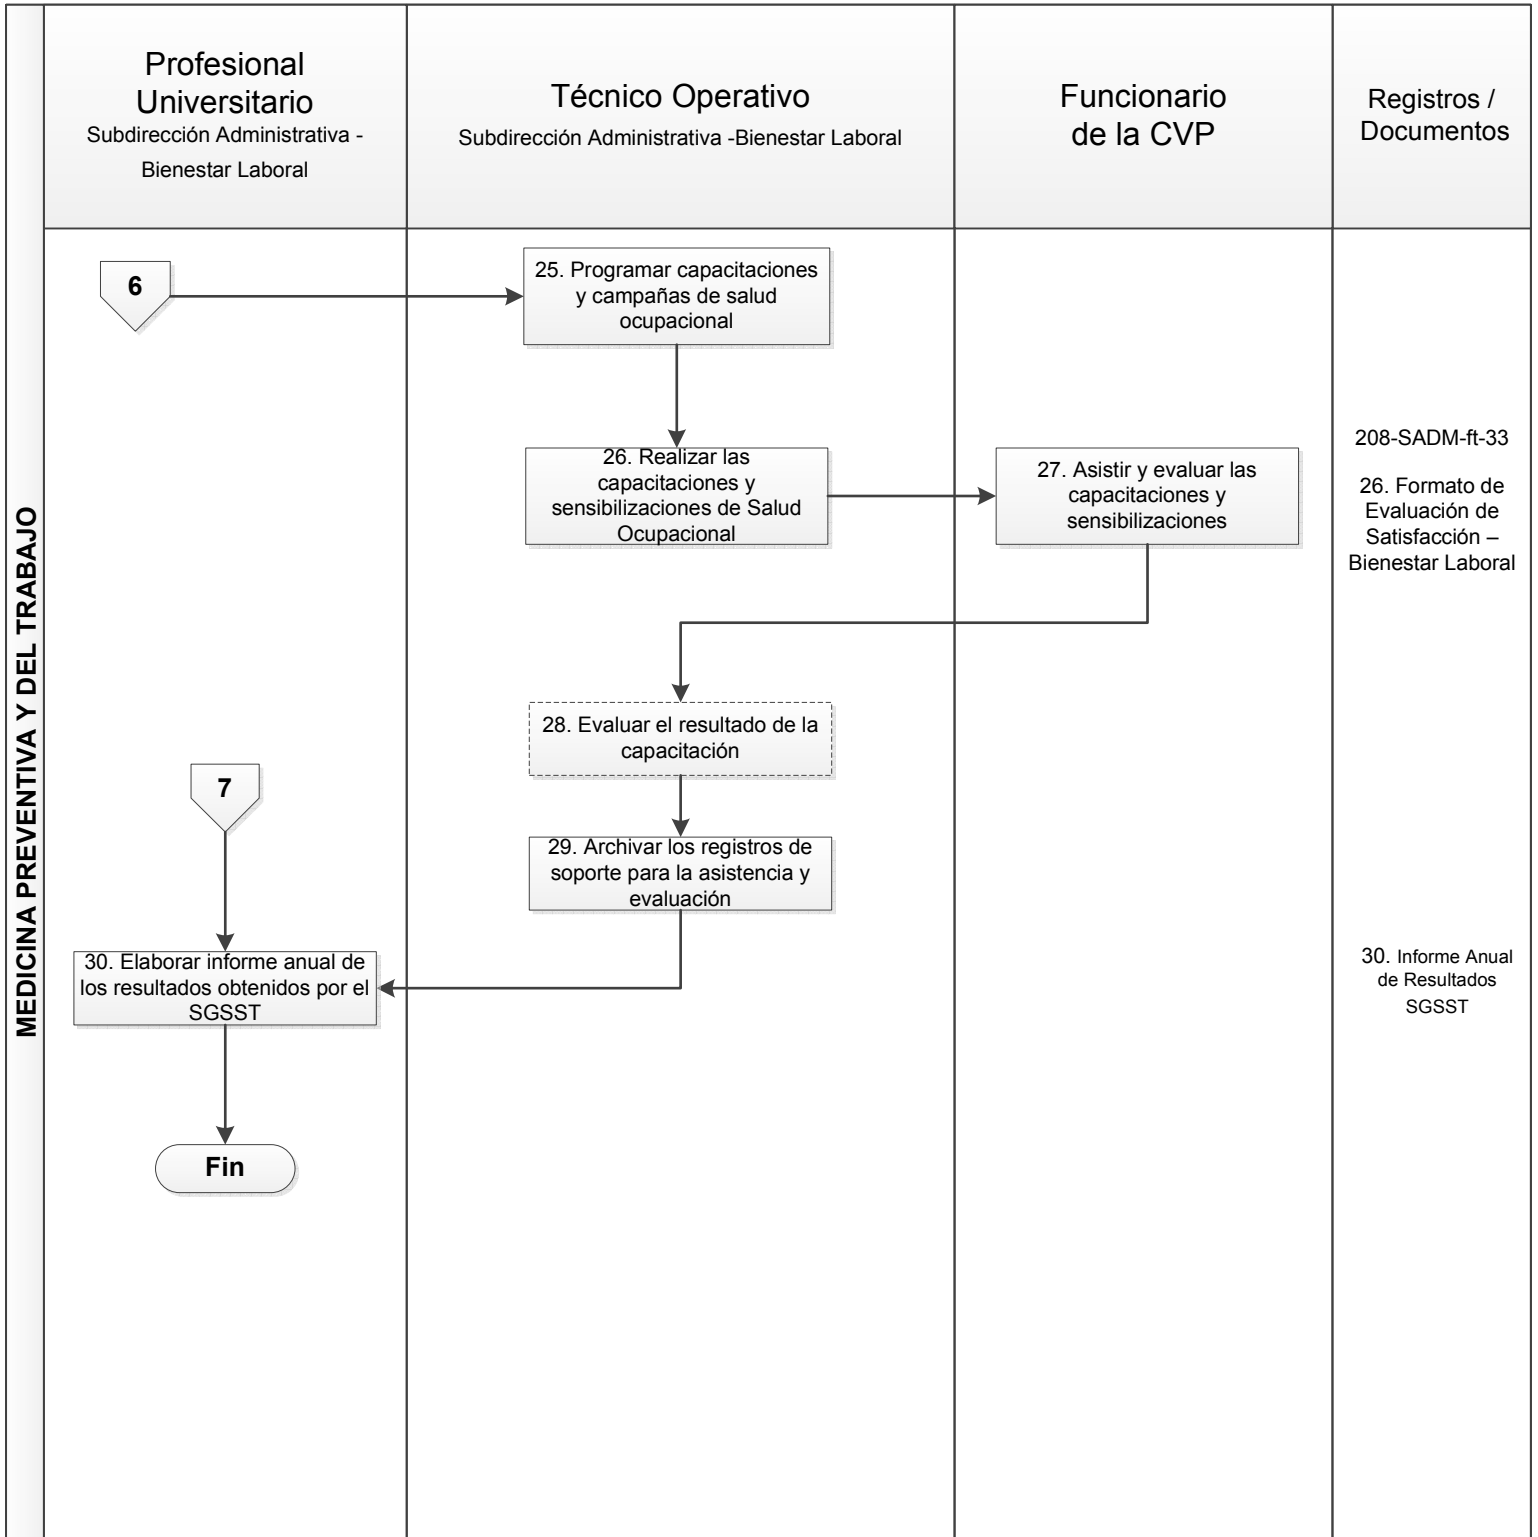 MEDICINA PREVENTIVA Y DEL TRABAJO
Profesional
Universitario
Subdirección Administrativa -
Bienestar Laboral
Técnico Operativo
Subdirección Administrativa -Bienestar Laboral
Funcionario
de la CVP
Registros /
Documentos
6
25. Programar capacitaciones
y campañas de salud
ocupacional
26. Realizar las
capacitaciones y
sensibilizaciones de Salud
Ocupacional
27. Asistir y evaluar las
capacitaciones y
sensibilizaciones
208-SADM-ft-33
26. Formato de
Evaluación de
Satisfacción –
Bienestar Laboral
28. Evaluar el resultado de la
capacitación
7
29. Archivar los registros de
soporte para la asistencia y
evaluación
30. Elaborar informe anual de
los resultados obtenidos por el
SGSST
30. Informe Anual
de Resultados
SGSST
Fin